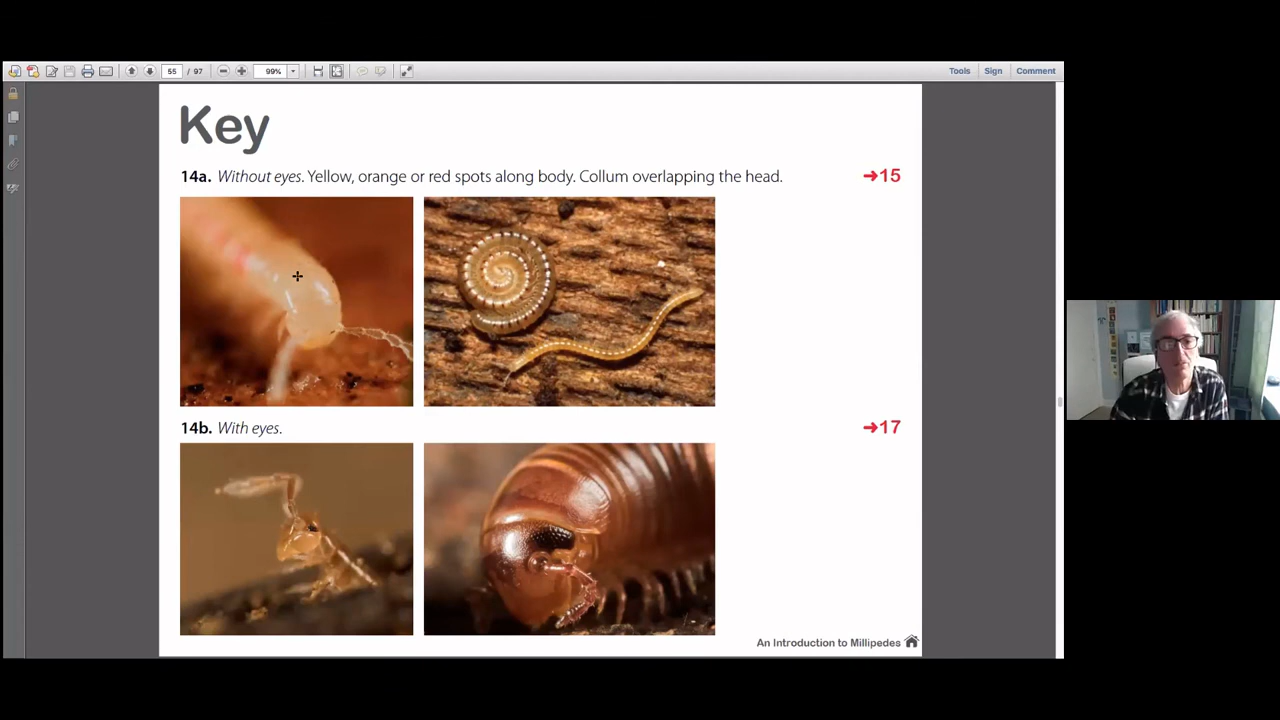 55 / 97
99%
Tools Sign Comment
Key
14a. Without eyes. Yellow, orange or red spots along body. Collum overlapping the head. ➔15
14b. With eyes. ➔17
An Introduction to Millipedes